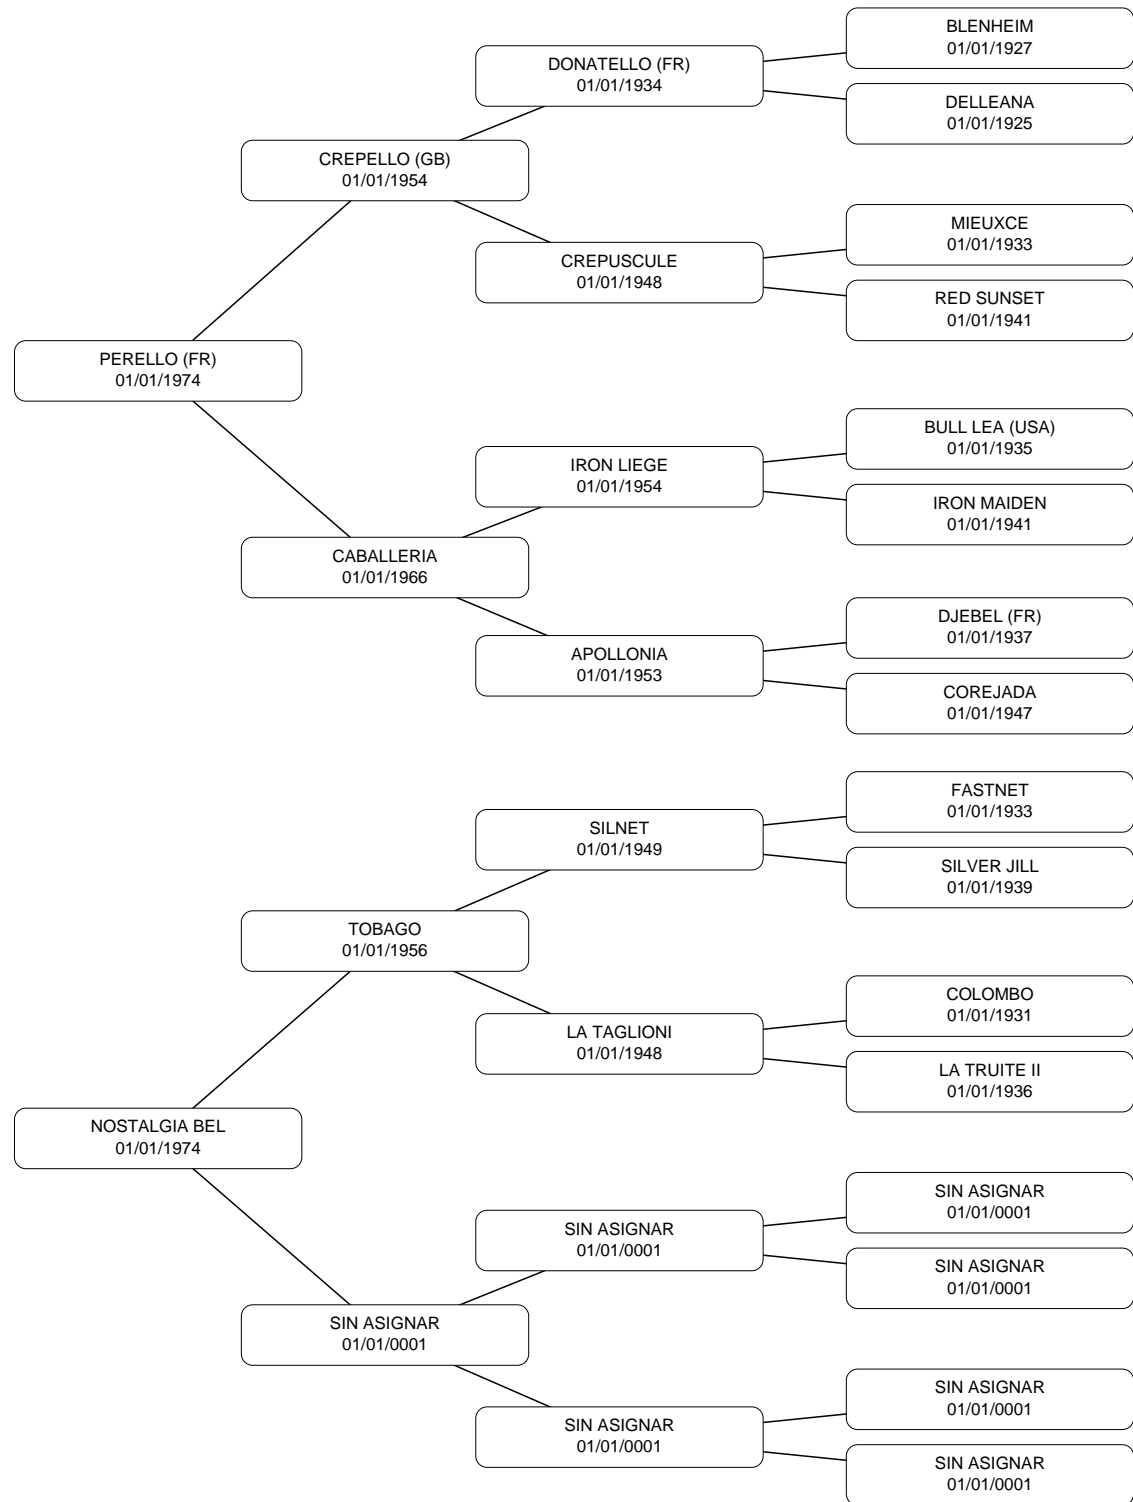 BLENHEIM
01/01/1927
DONATELLO (FR)
01/01/1934
DELLEANA
01/01/1925
CREPELLO (GB)
01/01/1954
MIEUXCE
01/01/1933
CREPUSCULE
01/01/1948
RED SUNSET
01/01/1941
PERELLO (FR)
01/01/1974
BULL LEA (USA)
01/01/1935
IRON LIEGE
01/01/1954
IRON MAIDEN
01/01/1941
CABALLERIA
01/01/1966
DJEBEL (FR)
01/01/1937
APOLLONIA
01/01/1953
COREJADA
01/01/1947
FASTNET
01/01/1933
SILNET
01/01/1949
SILVER JILL
01/01/1939
TOBAGO
01/01/1956
COLOMBO
01/01/1931
LA TAGLIONI
01/01/1948
LA TRUITE II
01/01/1936
NOSTALGIA BEL
01/01/1974
SIN ASIGNAR
01/01/0001
SIN ASIGNAR
01/01/0001
SIN ASIGNAR
01/01/0001
SIN ASIGNAR
01/01/0001
SIN ASIGNAR
01/01/0001
SIN ASIGNAR
01/01/0001
SIN ASIGNAR
01/01/0001